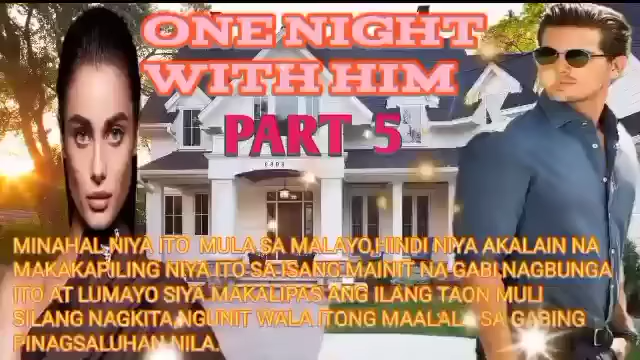 ONE NIGHT
WITH HIM
PART 5
MINAHAL NIYA ITO MULA SA MALAYO,HINDI NIYA AKALAIN NA
MAKAKAPILING NIYA ITO SA ISANG MAINIT NA GABI,NAGBUNGA
ITO AT LUMAYO SIYA.MAKALIPAS ANG ILANG TAON MULI
SILANG NAGKITA,NGUNIT WALA ITONG MAALALA SA GABING
PINAGSALUHAN NILA.